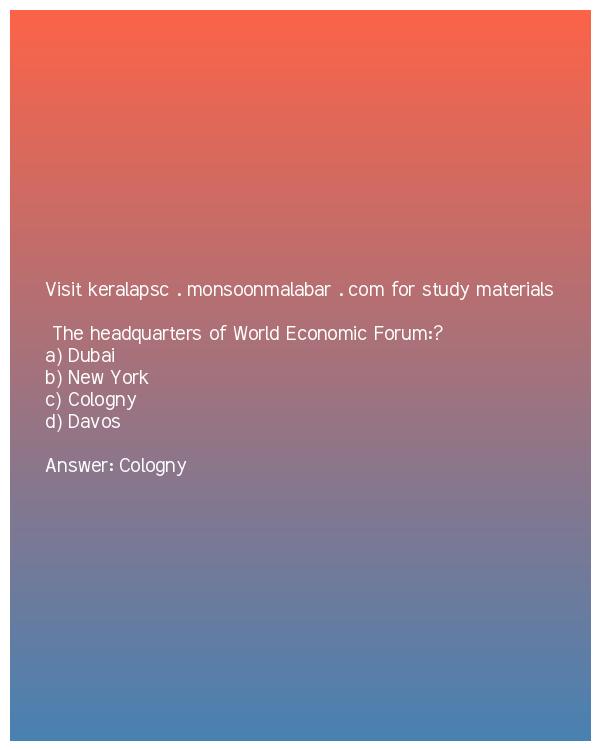 Visit keralapsc . monsoonmalabar . com for study materials
The headquarters of World Economic Forum:?
a) Dubai
b) New York
c) Cologny
d) Davos
Answer: Cologny